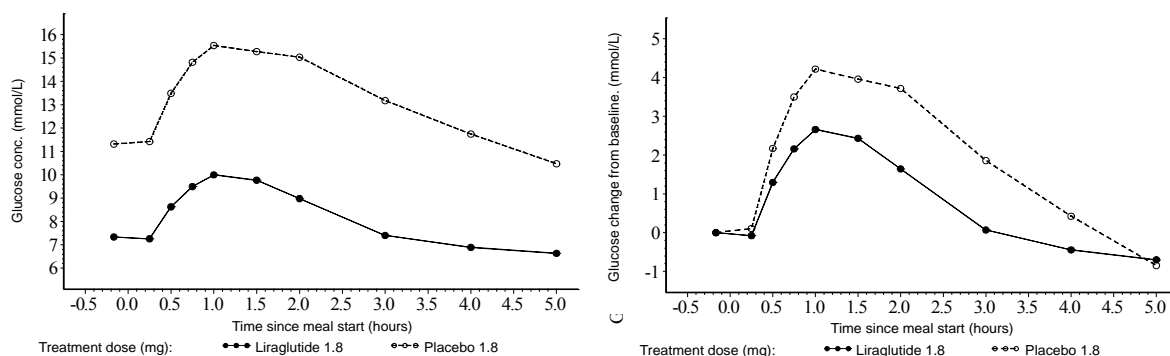 Glucose conc. (mmol/L)
16
15
14
13
12
11
10
9
8
7
6
-0.5 0.0 0.5 1.0 1.5 2.0 2.5 3.0 3.5 4.0 4.5 5.0
Time since meal start (hours)
Treatment dose (mg): Liraglutide 1.8 Placebo 1.8
Glucose change from baseline. (mmol/L)
5
4
3
2
1
0
-1
-0.5 0.0 0.5 1.0 1.5 2.0 2.5 3.0 3.5 4.0 4.5 5.0
Time since meal start (hours)
Treatment dose (mg): Liraglutide 1.8 Placebo 1.8